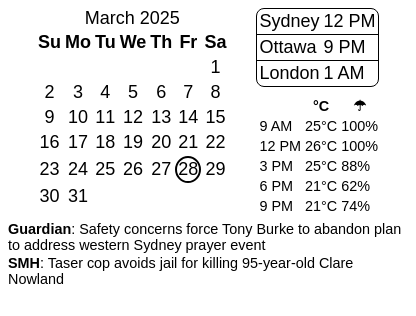 March 2025
Su Mo Tu We Th Fr Sa
1
2 3 4 5 6 7 8
9 10 11 12 13 14 15
16 17 18 19 20 21 22
23 24 25 26 27 28 29
30 31
Sydney 12 PM
Ottawa 9 PM
London 1 AM
°C ☂
9 AM 25°C 100%
12 PM 26°C 100%
3 PM 25°C 88%
6 PM 21°C 62%
9 PM 21°C 74%
Guardian: Safety concerns force Tony Burke to abandon plan
to address western Sydney prayer event
SMH: Taser cop avoids jail for killing 95-year-old Clare
Nowland